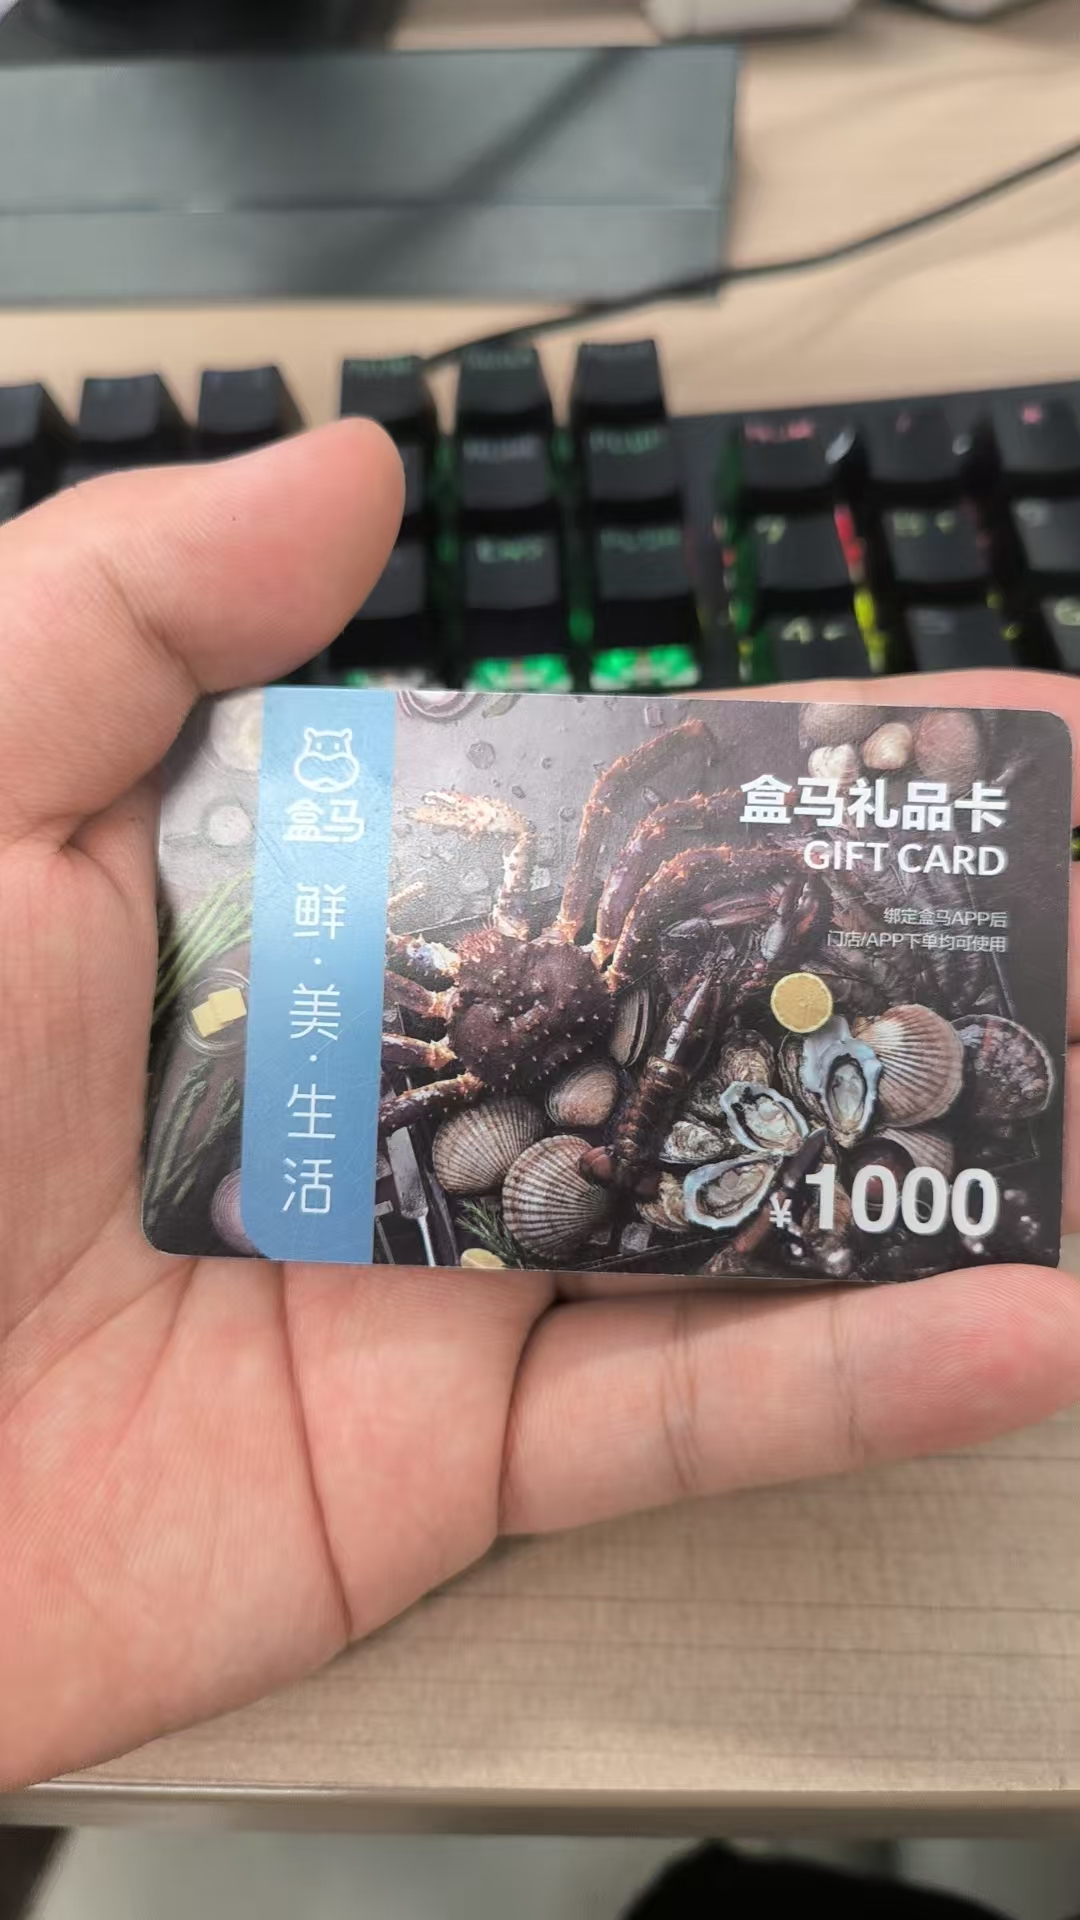 盒马
鲜·美·生活
盒马礼品卡
GIFT CARD
绑定盒马APP后
门店/APP下单均可使用
¥1000